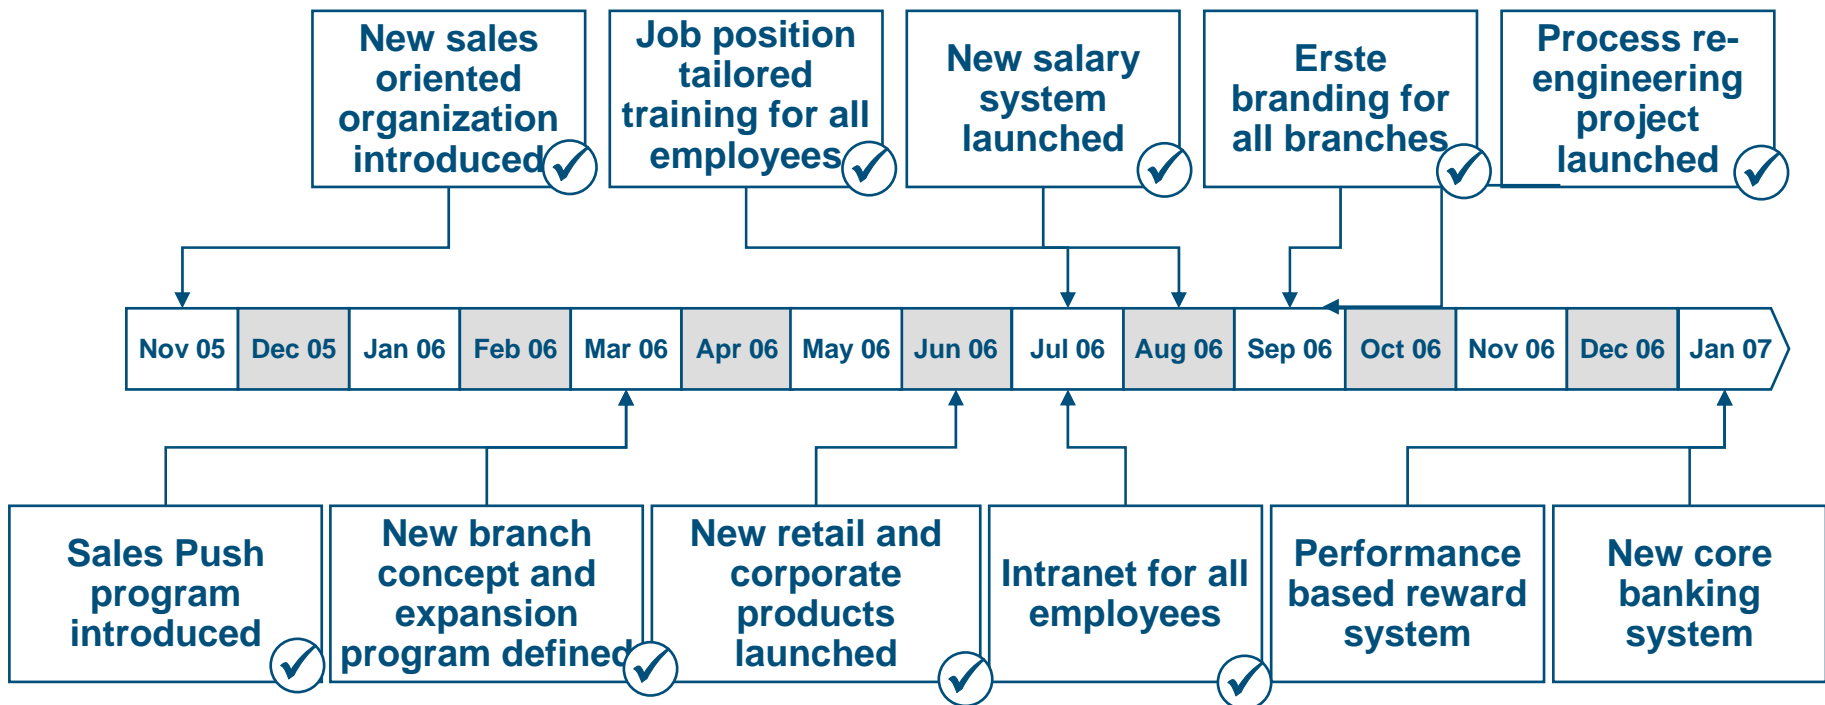 New sales
oriented
organization
introduced
Job position
tailored
training for all
employees
New salary
system
launched
Erste
branding for
all branches
Process re-
engineering
project
launched
Nov 05
Dec 05
Jan 06
Feb 06
Mar 06
Apr 06
May 06
Jun 06
Jul 06
Aug 06
Sep 06
Oct 06
Nov 06
Dec 06
Jan 07
Sales Push
program
introduced
New branch
concept and
expansion
program defined
New retail and
corporate
products
launched
Intranet for all
employees
Performance
based reward
system
New core
banking
system